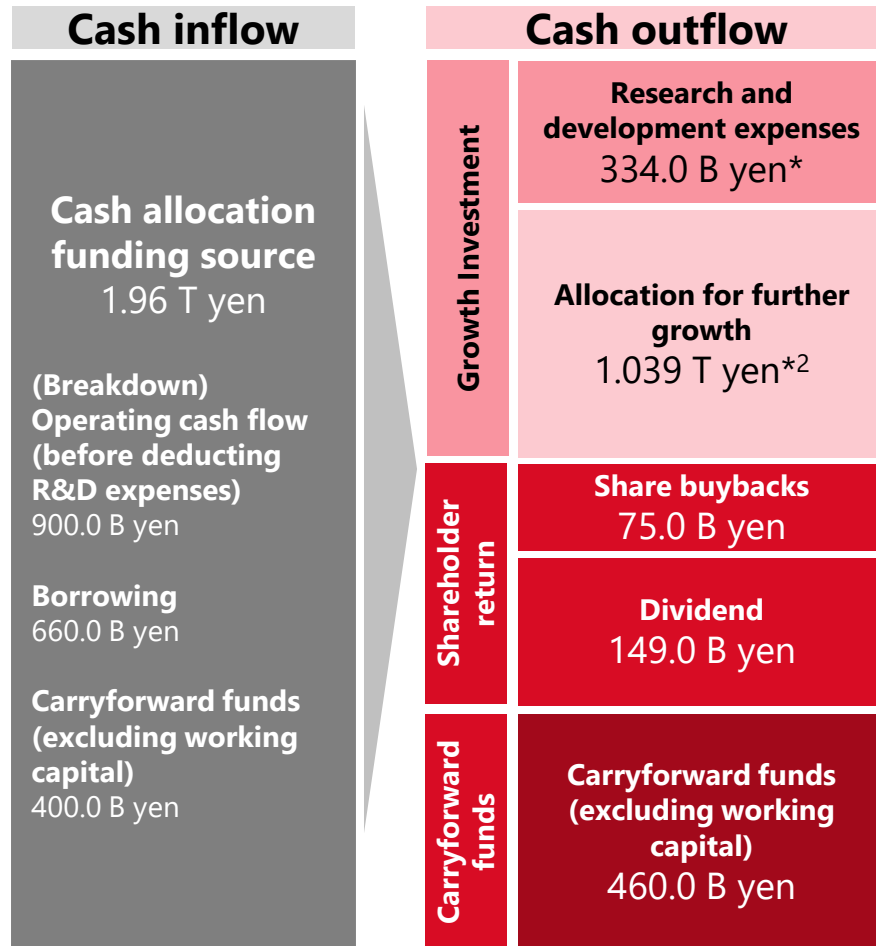 Cash inflow
Cash allocation
funding source
1.96 T yen
(Breakdown)
Operating cash flow
(before deducting
R&D expenses)
900.0 B yen
Borrowing
660.0 B yen
Carryforward funds
(excluding working
capital)
400.0 B yen
Cash outflow
Growth Investment
Research and
development expenses
334.0 B yen*
Allocation for further
growth
1.039 T yen*2
Shareholder
return
Share buybacks
75.0 B yen
Dividend
149.0 B yen
Carryforward
funds
Carryforward funds
(excluding working
capital)
460.0 B yen